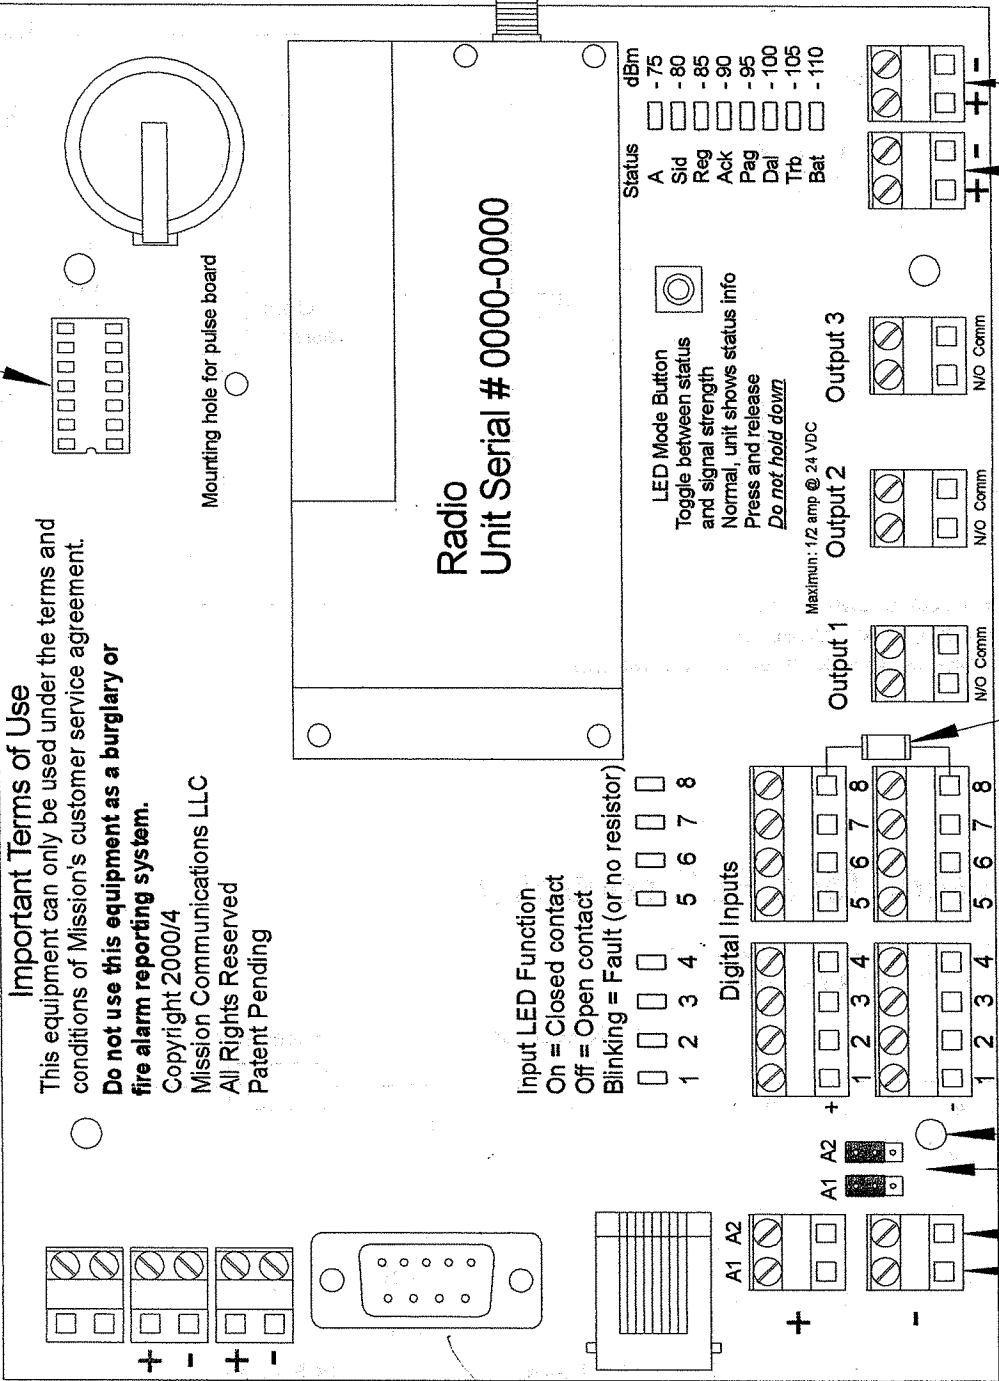 Important Terms of Use
This equipment can only be used under the terms and
conditions of Mission's customer service agreement.
Do not use this equipment as a burglary or
fire alarm reporting system.
Copyright 2000/4
Mission Communications LLC
All Rights Reserved
Patent Pending
Mounting hole for pulse board
Radio
Unit Serial # 0000-0000
Status dBm
A - 75
Sid - 80
Reg - 85
Ack - 90
Pag - 95
Dal - 100
Trb - 105
Bat - 110
LED Mode Button
Toggle between status
and signal strength
Normal, unit shows status info
Press and release
Do not hold down
Input LED Function
On = Closed contact
Off = Open contact
Blinking = Fault (or no resistor)
1 2 3 4 5 6 7 8
Digital Inputs
+ 1 2 3 4 5 6 7 8
- 1 2 3 4 5 6 7 8
Maximun: 1/2 amp @ 24 VDC
Output 1 Output 2 Output 3
N/O Comm N/O Comm N/O Comm
+ - + -
A1 A2
A1 A2
+
-
+
-
+
-